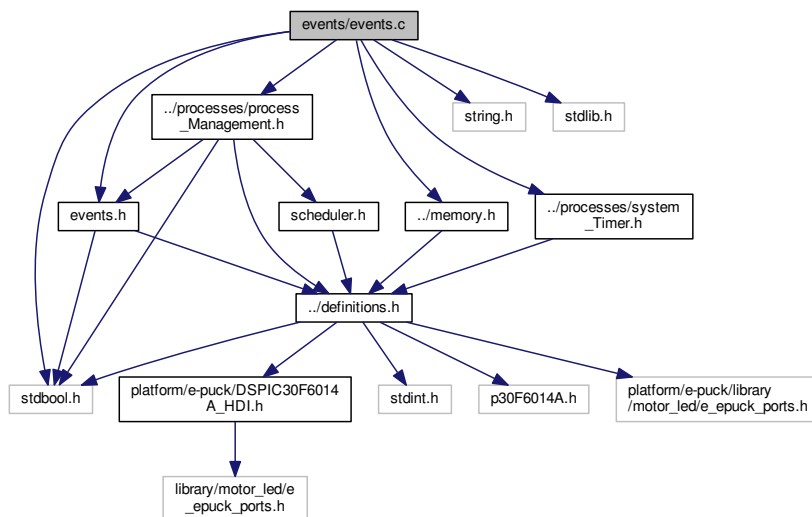 events/events.c
../processes/process
_Management.h
string.h
stdlib.h
events.h
scheduler.h
../memory.h
../processes/system
_Timer.h
../definitions.h
stdbool.h
platform/e-puck/DSPIC30F6014
A_HDI.h
stdint.h
p30F6014A.h
platform/e-puck/library
/motor_led/e_epuck_ports.h
library/motor_led/e
_epuck_ports.h